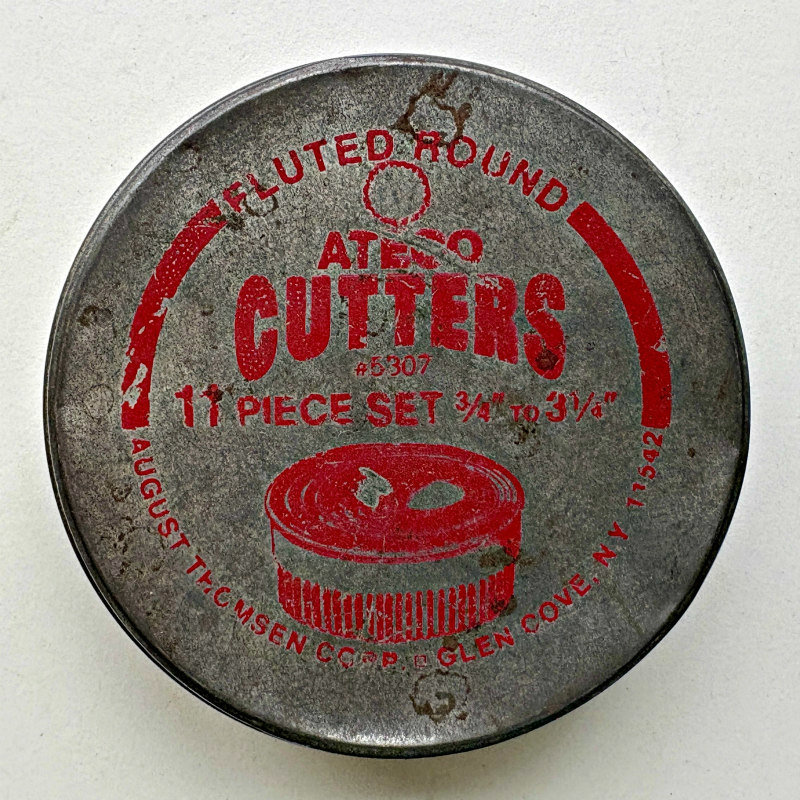 FLUTED ROUND
ATECO
CUTTERS
#5307
11 PIECE SET 3/4" TO 3 1/4"
AUGUST THOMSEN CORP. GLEN COVE, NY 11542